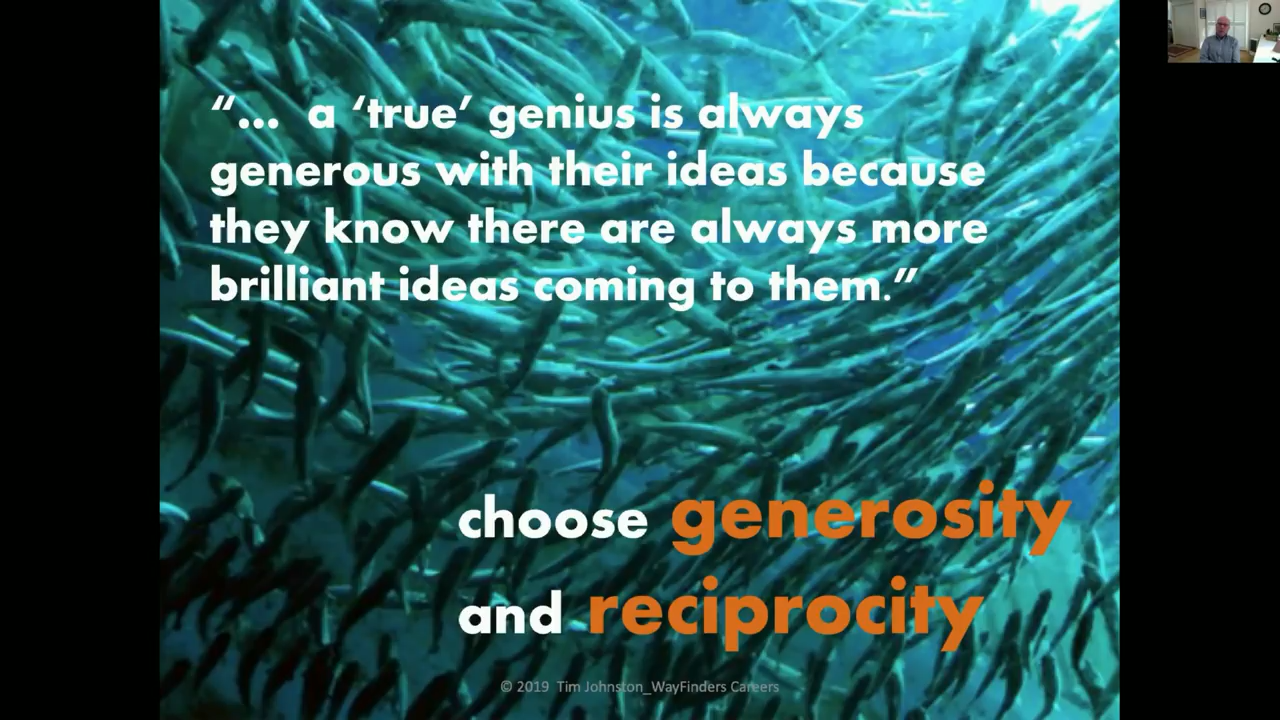 “... a ‘true’ genius is always
generous with their ideas because
they know there are always more
brilliant ideas coming to them.”
choose generosity
and reciprocity
© 2019 Tim Johnston_WayFinders Careers